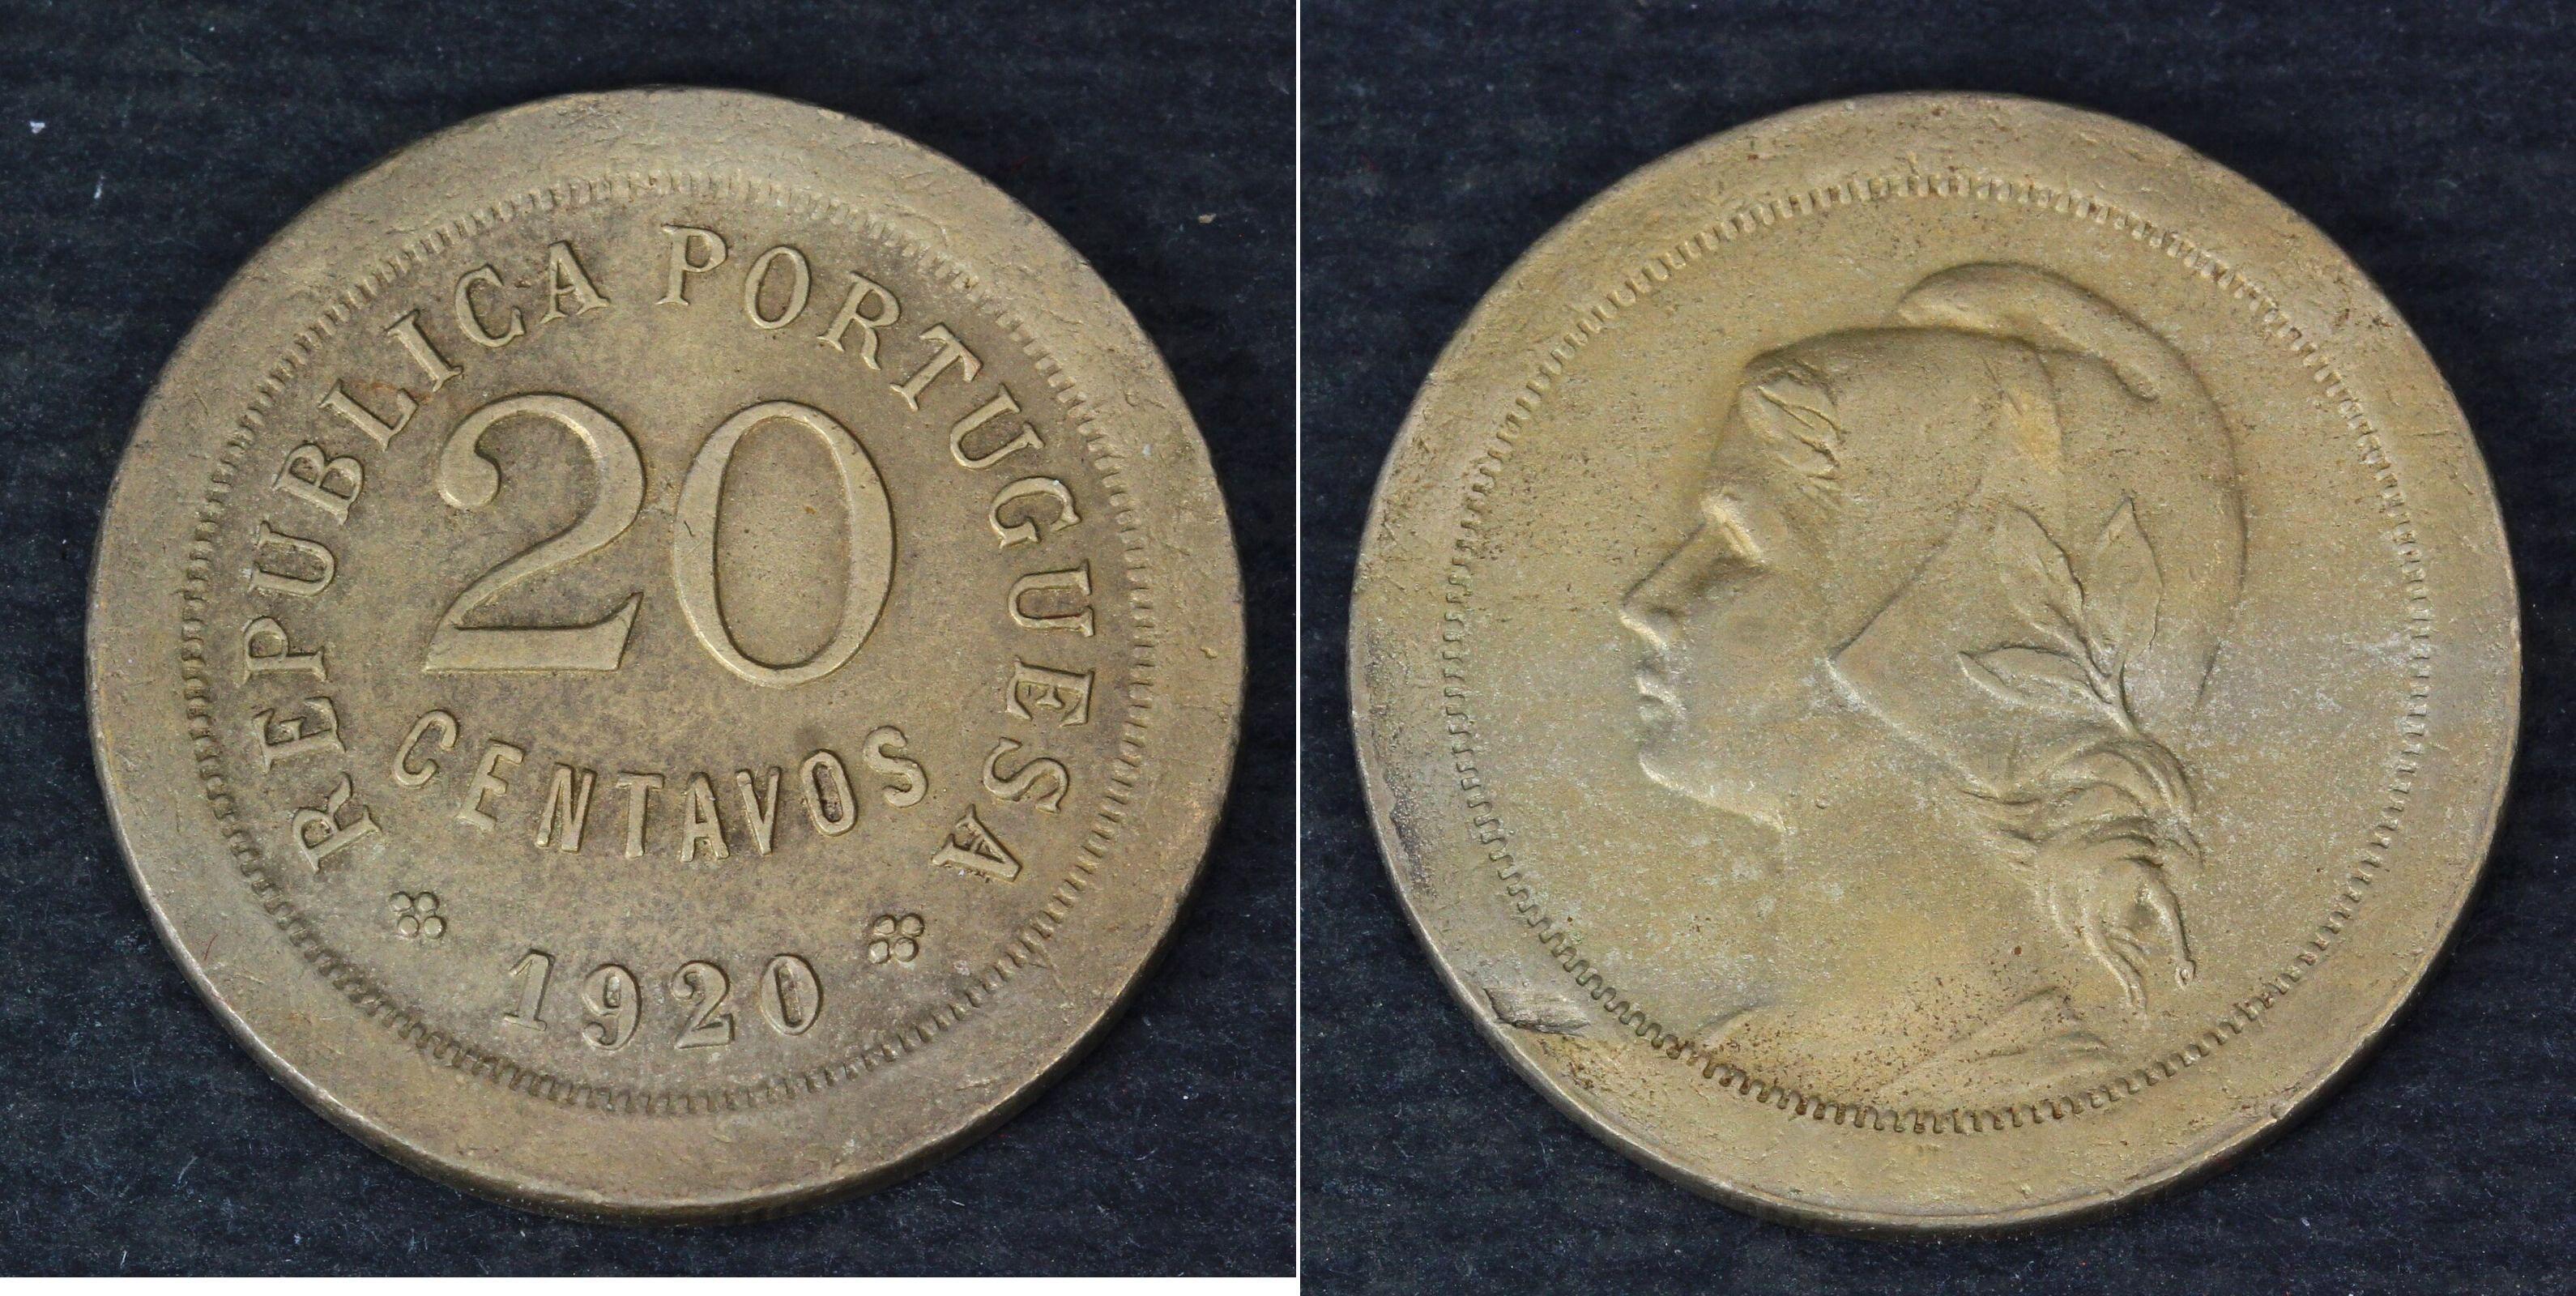 REPUBLICA PORTUGUESA
20
CENTAVOS
1920